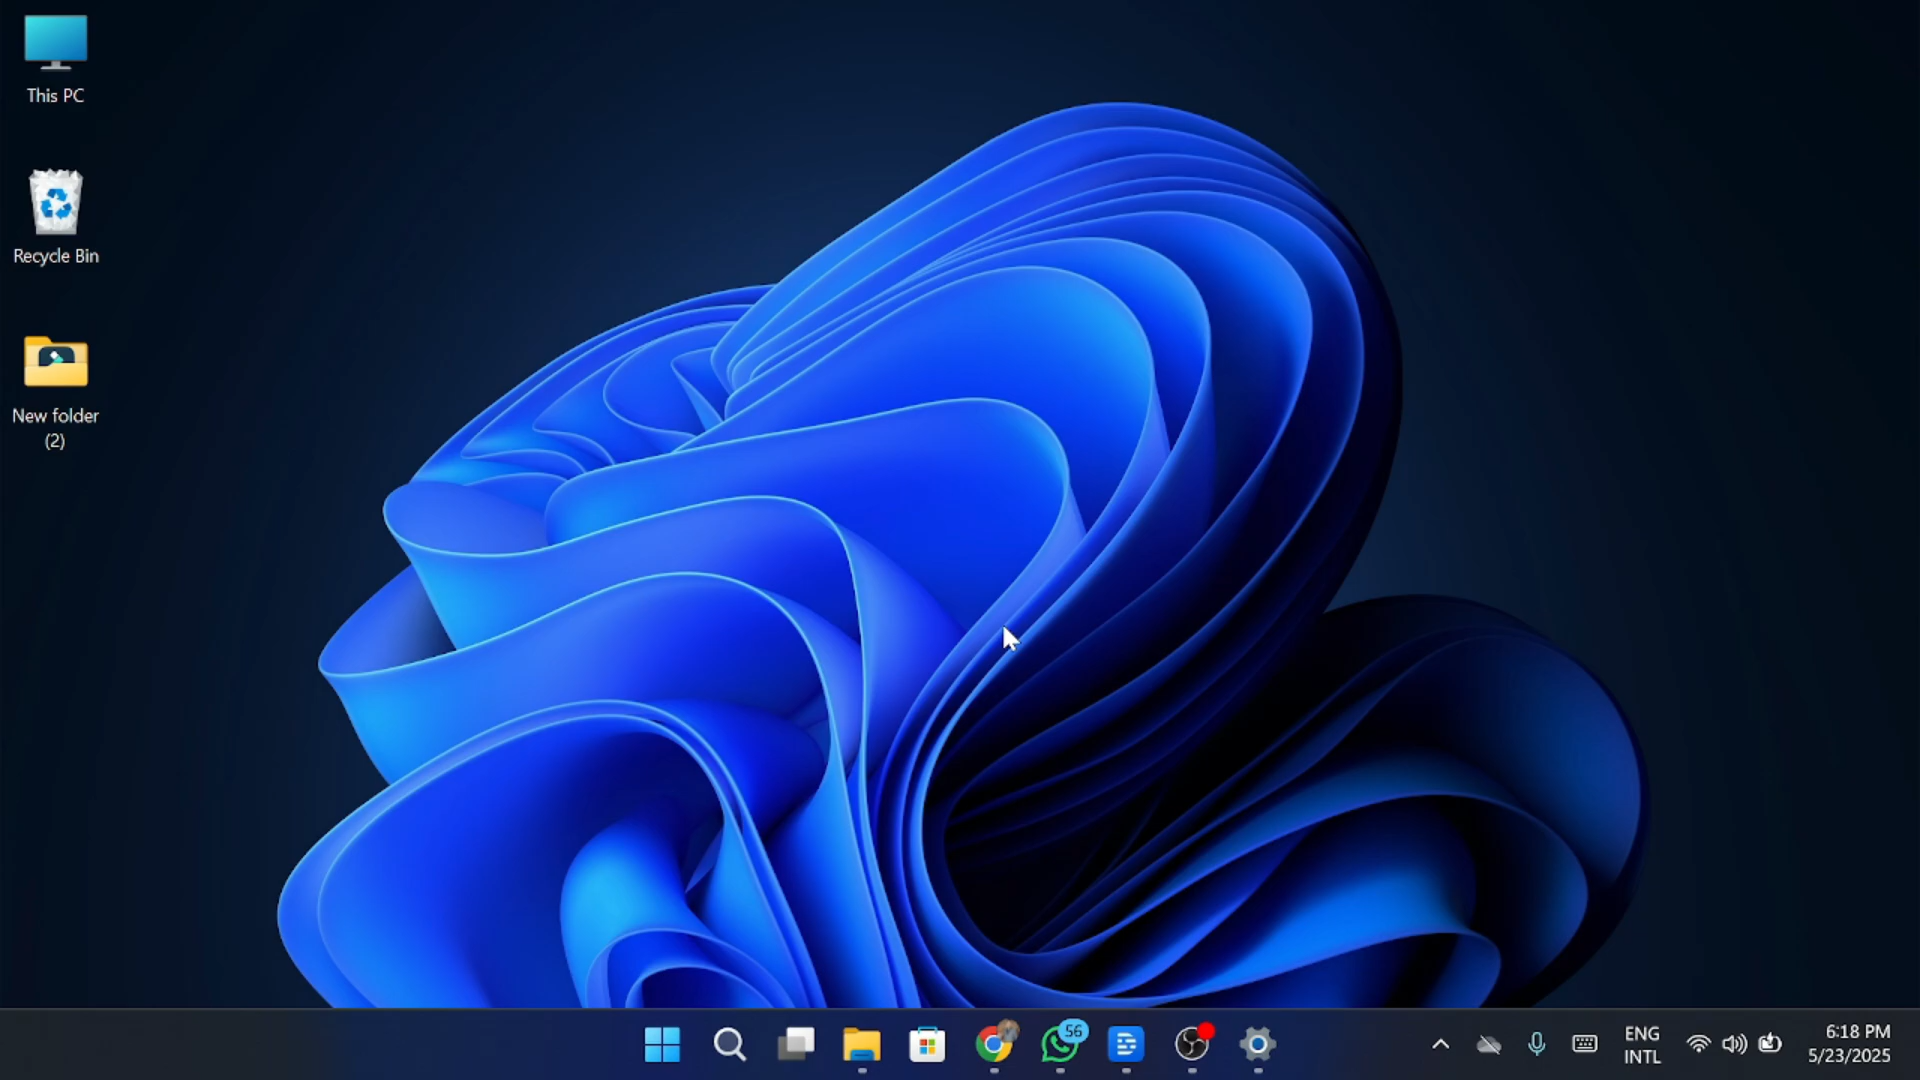 This PC
Recycle Bin
New folder
(2)
56
ENG
INTL
6:18 PM
5/23/2025